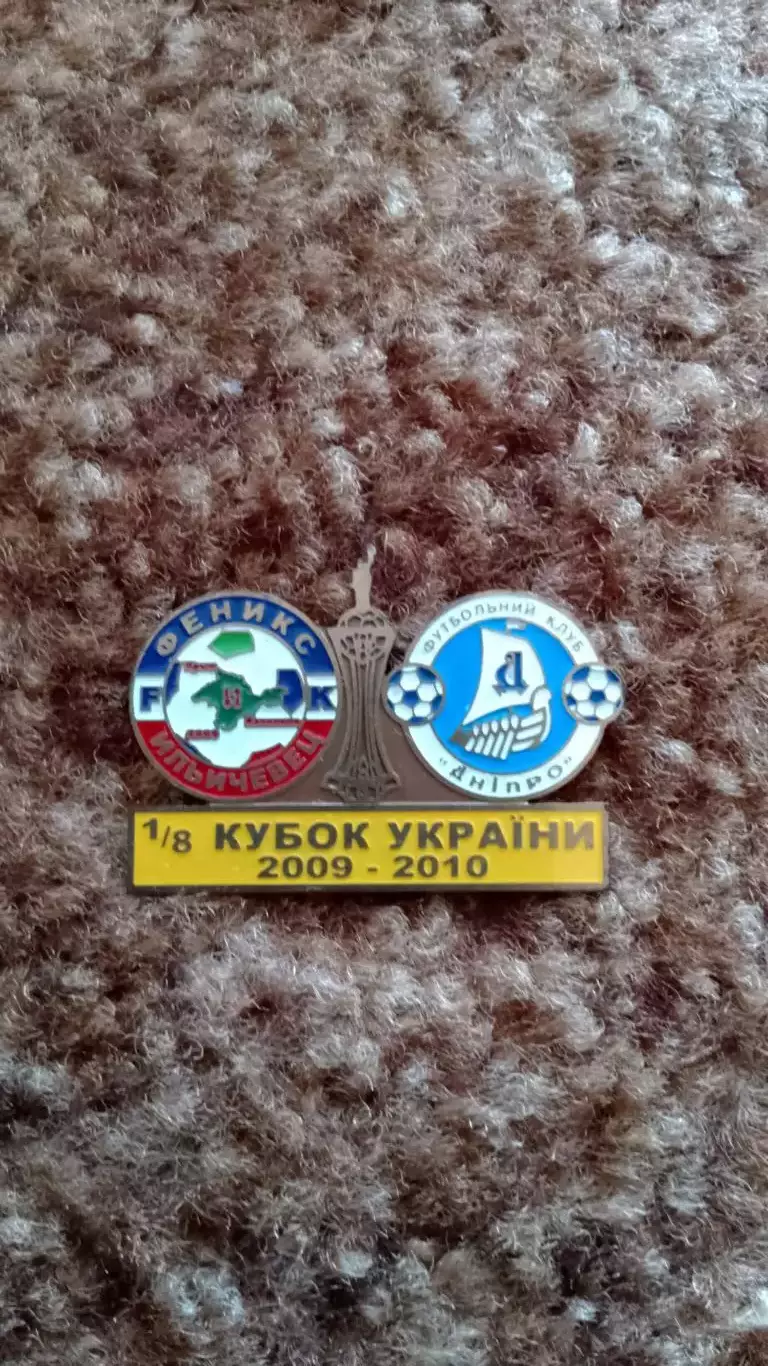 ФЕНИКС
F К
ИЛЬИЧЕВЕЦ
ФУТБОЛЬНИЙ КЛУБ
Д
"Дніпро"
1/8 КУБОК УКРАЇНИ
2009 - 2010